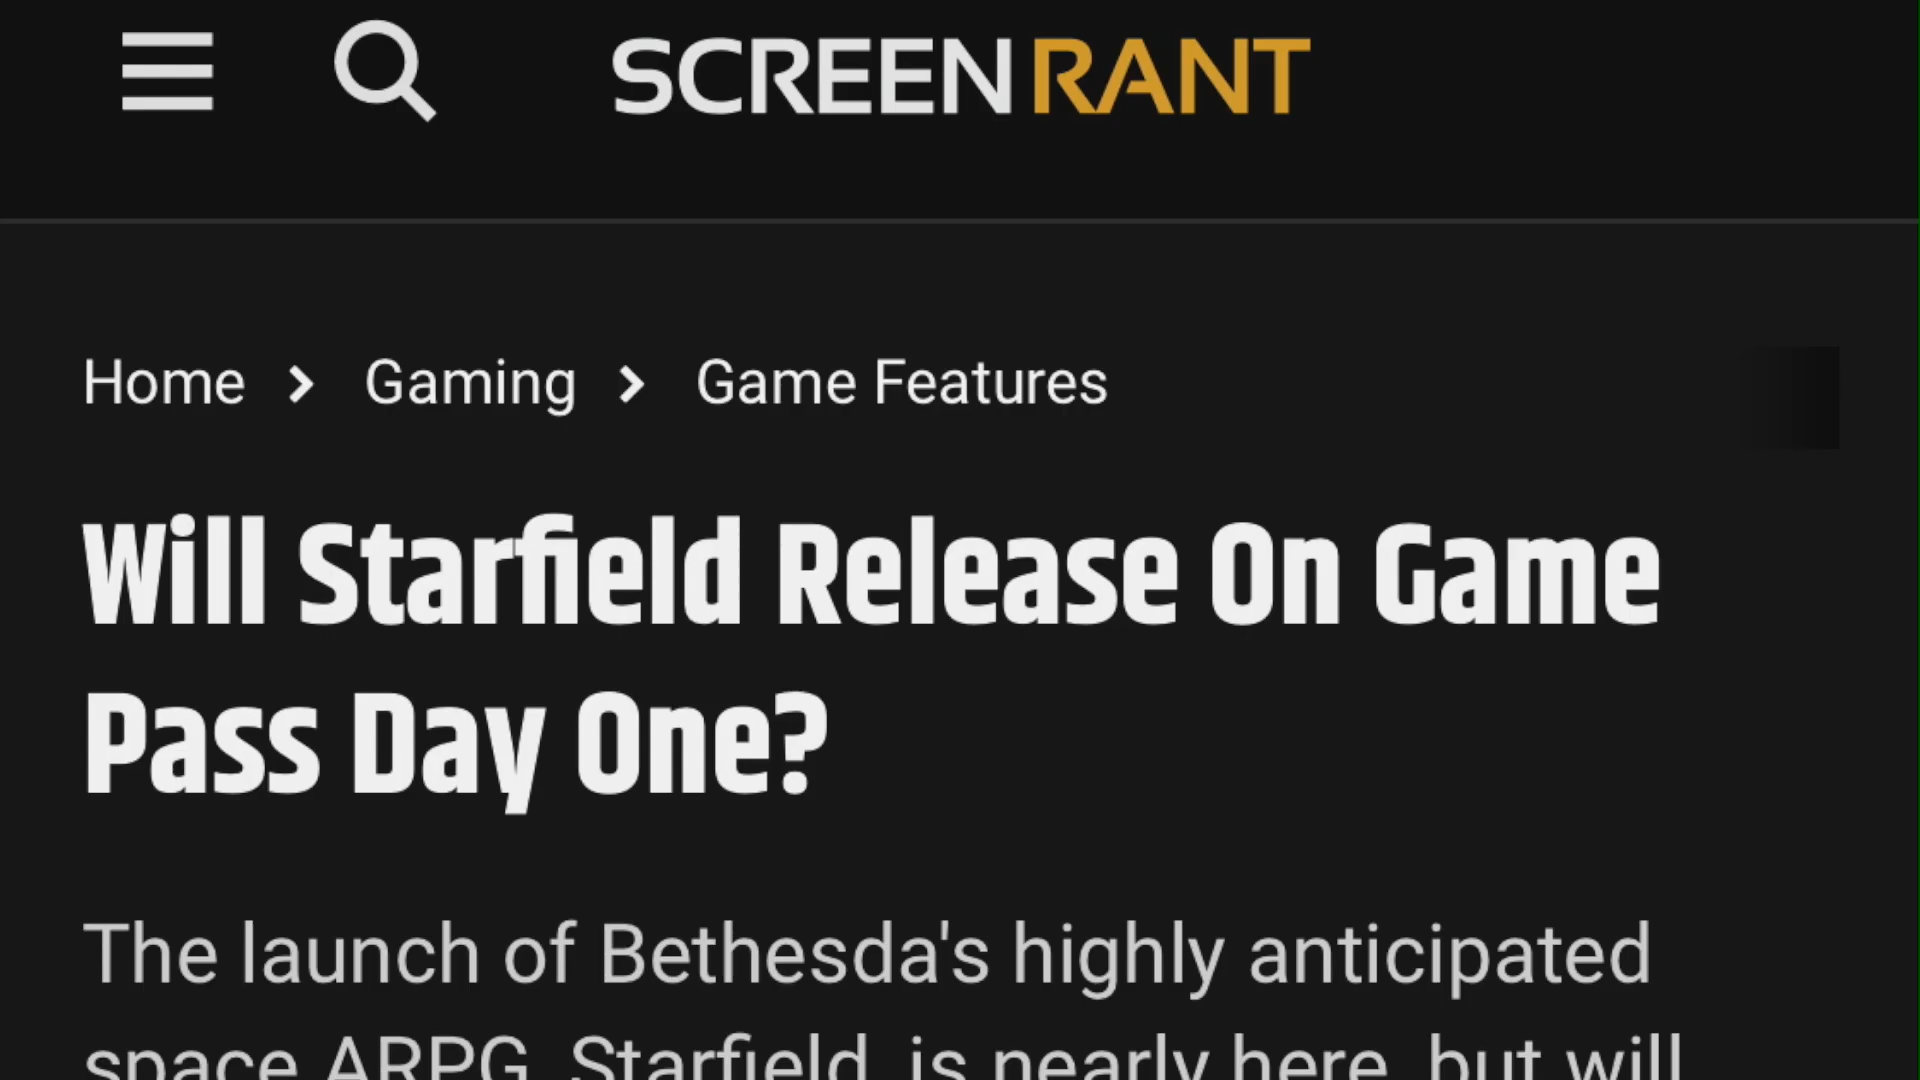 SCREENRANT
Home > Gaming > Game Features
Will Starfield Release On Game
Pass Day One?
The launch of Bethesda's highly anticipated
space ARPG, Starfield, is nearly here, but will